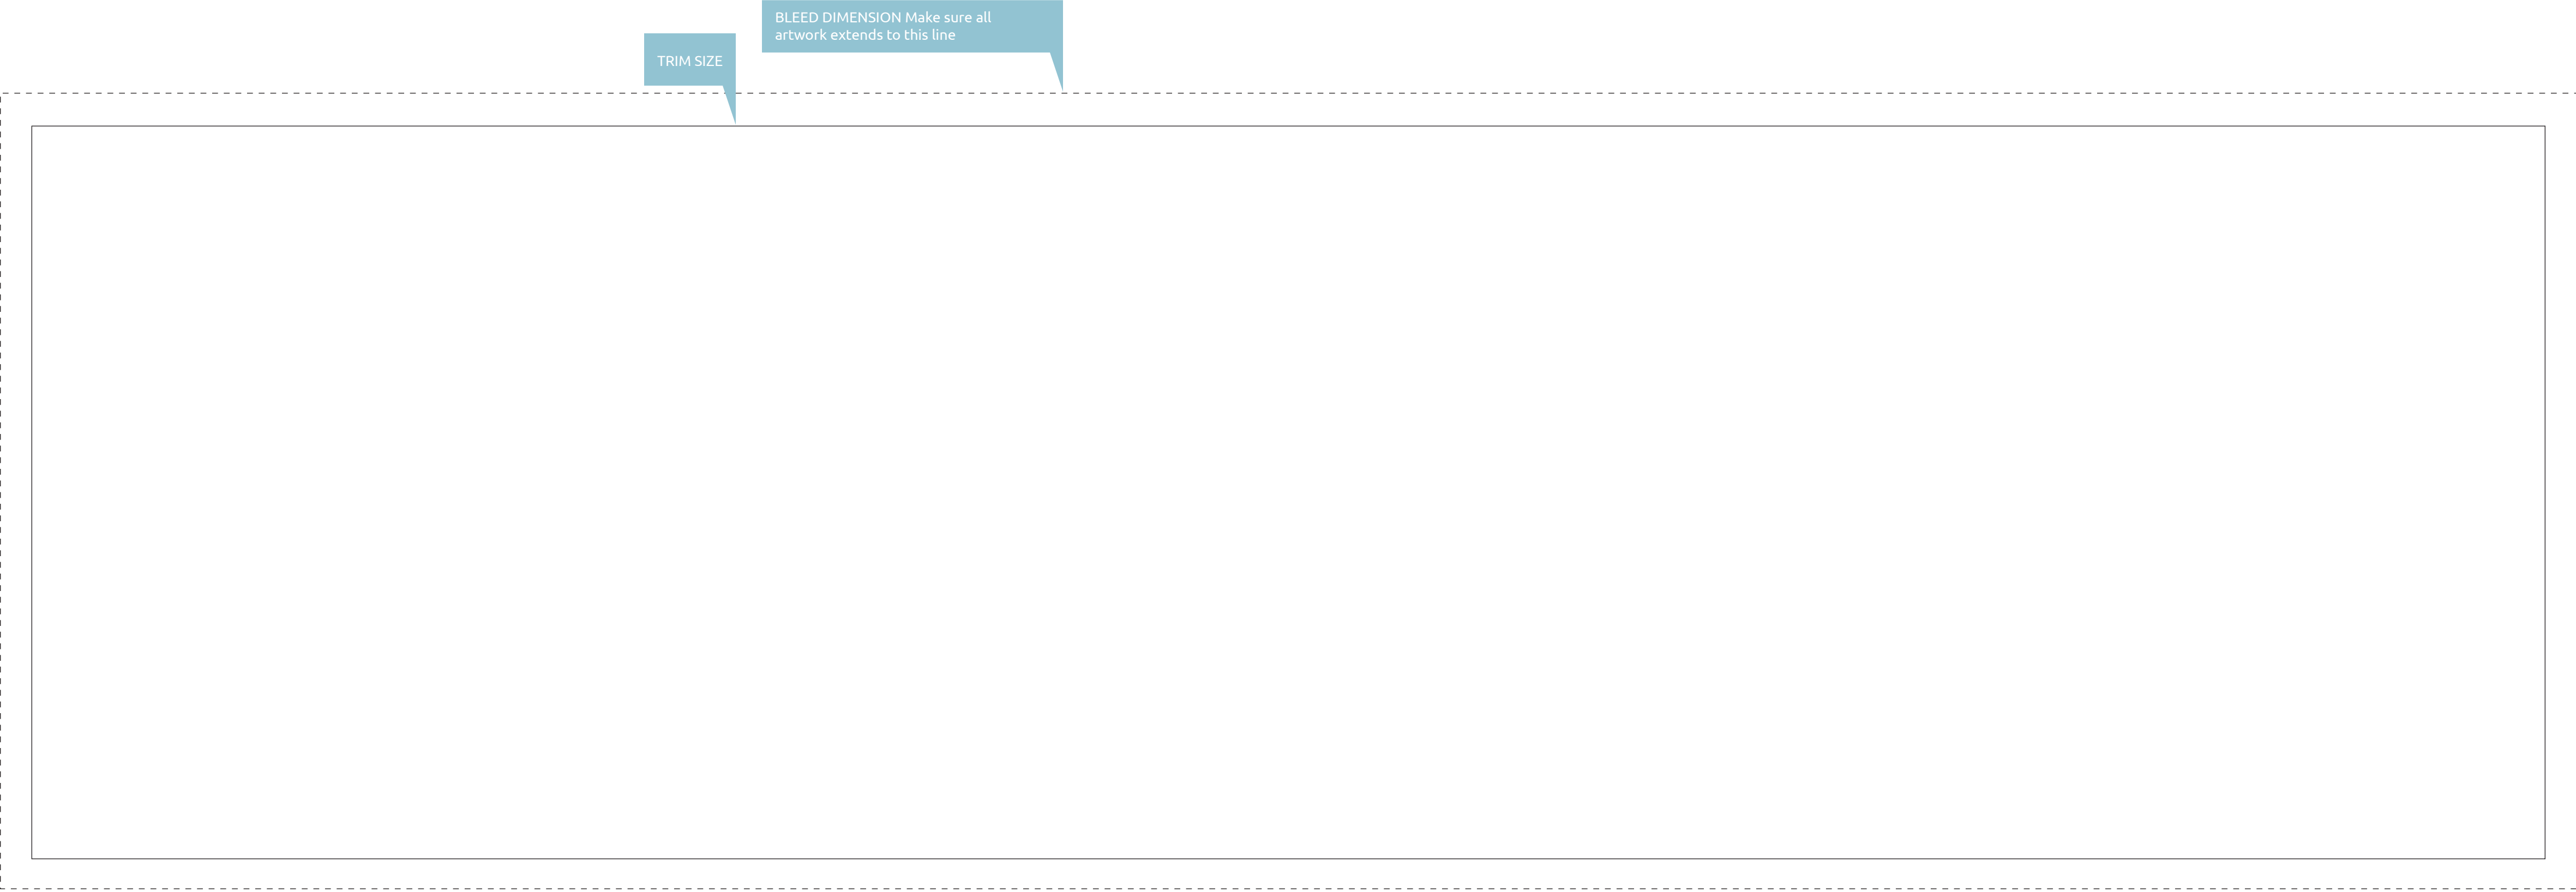 BLEED DIMENSION Make sure all
artwork extends to this line
TRIM SIZE